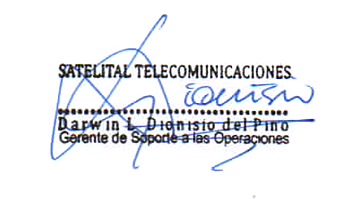 SATELITAL TELECOMUNICACIONES
Darwin L. Dionisio del Pino
Gerente de Soporte a las Operaciones